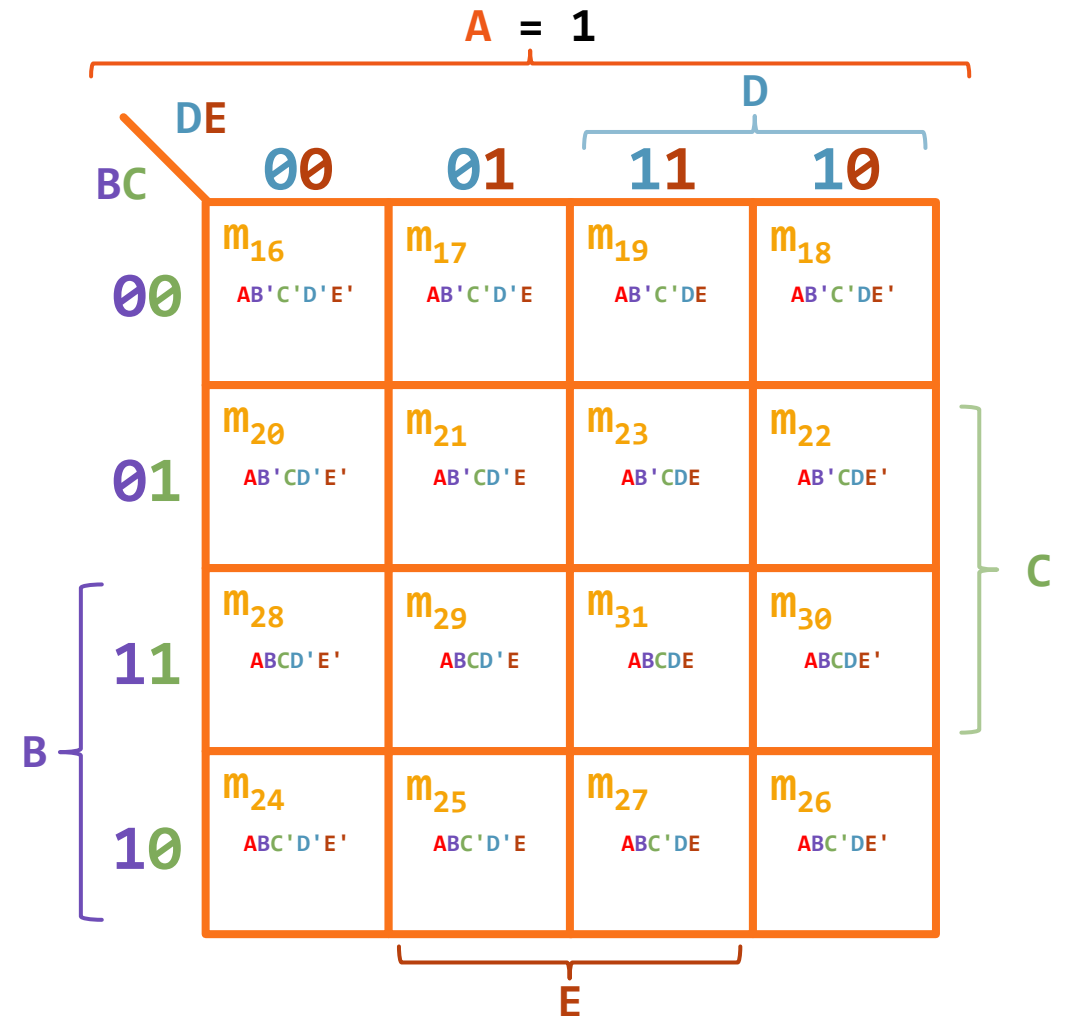 A = 1
D
DE
BC
00 01 11 10
00
m16 m17 m19 m18
AB'C'D'E' AB'C'D'E AB'C'DE AB'C'DE'
01
m20 m21 m23 m22
AB'CD'E' AB'CD'E AB'CDE AB'CDE'
C
11
m28 m29 m31 m30
ABCD'E' ABCD'E ABCDE ABCDE'
B
10
m24 m25 m27 m26
ABC'D'E' ABC'D'E ABC'DE ABC'DE'
E